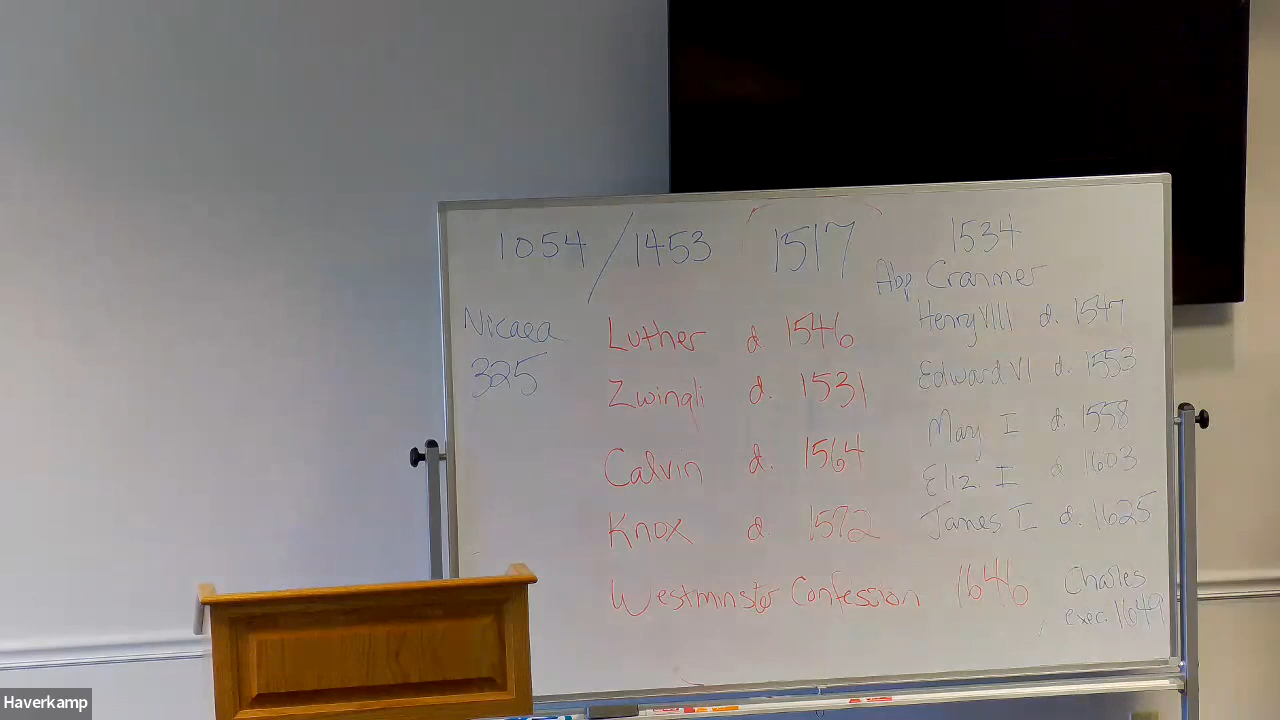 1054 / 1453 1517 1534
Abp Cranmer
Nicaea
325
Luther d 1546
Zwingli d. 1531
Calvin d. 1564
Knox d. 1572
Westminster Confession 1646
Henry VIII d. 1547
Edward VI d. 1553
Mary I d. 1558
Eliz. I d 1603
James I d. 1625
Charles
exec. 1649
Haverkamp